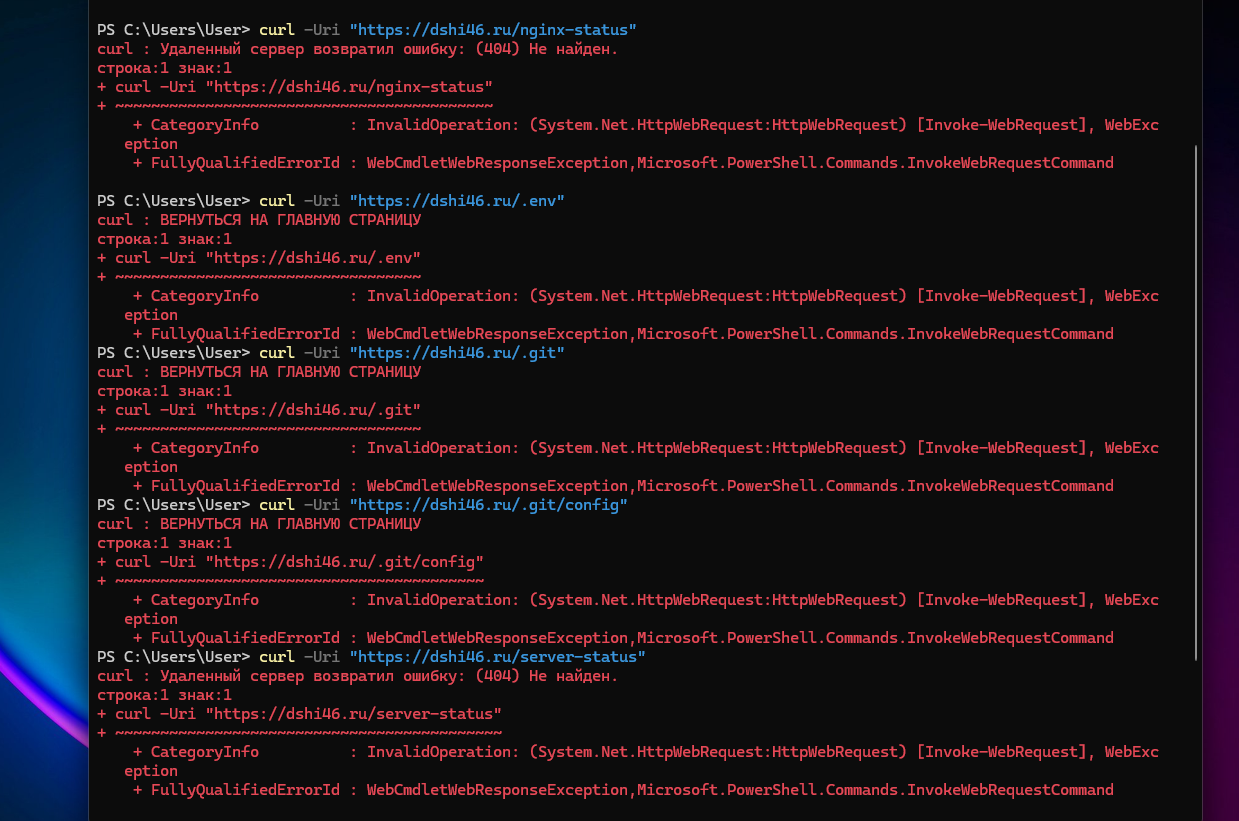 PS C:\Users\User> curl -Uri "https://dshi46.ru/nginx-status"
curl : Удаленный сервер возвратил ошибку: (404) Не найден.
строка:1 знак:1
+ curl -Uri "https://dshi46.ru/nginx-status"
+ ~~~~~~~~~~~~~~~~~~~~~~~~~~~~~~~~~~~~~~~~~~
+ CategoryInfo          : InvalidOperation: (System.Net.HttpWebRequest:HttpWebRequest) [Invoke-WebRequest], WebExc
eption
+ FullyQualifiedErrorId : WebCmdletWebResponseException,Microsoft.PowerShell.Commands.InvokeWebRequestCommand
PS C:\Users\User> curl -Uri "https://dshi46.ru/.env"
curl : ВЕРНУТЬСЯ НА ГЛАВНУЮ СТРАНИЦУ
строка:1 знак:1
+ curl -Uri "https://dshi46.ru/.env"
+ ~~~~~~~~~~~~~~~~~~~~~~~~~~~~~~~~~~
+ CategoryInfo          : InvalidOperation: (System.Net.HttpWebRequest:HttpWebRequest) [Invoke-WebRequest], WebExc
eption
+ FullyQualifiedErrorId : WebCmdletWebResponseException,Microsoft.PowerShell.Commands.InvokeWebRequestCommand
PS C:\Users\User> curl -Uri "https://dshi46.ru/.git"
curl : ВЕРНУТЬСЯ НА ГЛАВНУЮ СТРАНИЦУ
строка:1 знак:1
+ curl -Uri "https://dshi46.ru/.git"
+ ~~~~~~~~~~~~~~~~~~~~~~~~~~~~~~~~~~
+ CategoryInfo          : InvalidOperation: (System.Net.HttpWebRequest:HttpWebRequest) [Invoke-WebRequest], WebExc
eption
+ FullyQualifiedErrorId : WebCmdletWebResponseException,Microsoft.PowerShell.Commands.InvokeWebRequestCommand
PS C:\Users\User> curl -Uri "https://dshi46.ru/.git/config"
curl : ВЕРНУТЬСЯ НА ГЛАВНУЮ СТРАНИЦУ
строка:1 знак:1
+ curl -Uri "https://dshi46.ru/.git/config"
+ ~~~~~~~~~~~~~~~~~~~~~~~~~~~~~~~~~~~~~~~~~
+ CategoryInfo          : InvalidOperation: (System.Net.HttpWebRequest:HttpWebRequest) [Invoke-WebRequest], WebExc
eption
+ FullyQualifiedErrorId : WebCmdletWebResponseException,Microsoft.PowerShell.Commands.InvokeWebRequestCommand
PS C:\Users\User> curl -Uri "https://dshi46.ru/server-status"
curl : Удаленный сервер возвратил ошибку: (404) Не найден.
строка:1 знак:1
+ curl -Uri "https://dshi46.ru/server-status"
+ ~~~~~~~~~~~~~~~~~~~~~~~~~~~~~~~~~~~~~~~~~~~
+ CategoryInfo          : InvalidOperation: (System.Net.HttpWebRequest:HttpWebRequest) [Invoke-WebRequest], WebExc
eption
+ FullyQualifiedErrorId : WebCmdletWebResponseException,Microsoft.PowerShell.Commands.InvokeWebRequestCommand